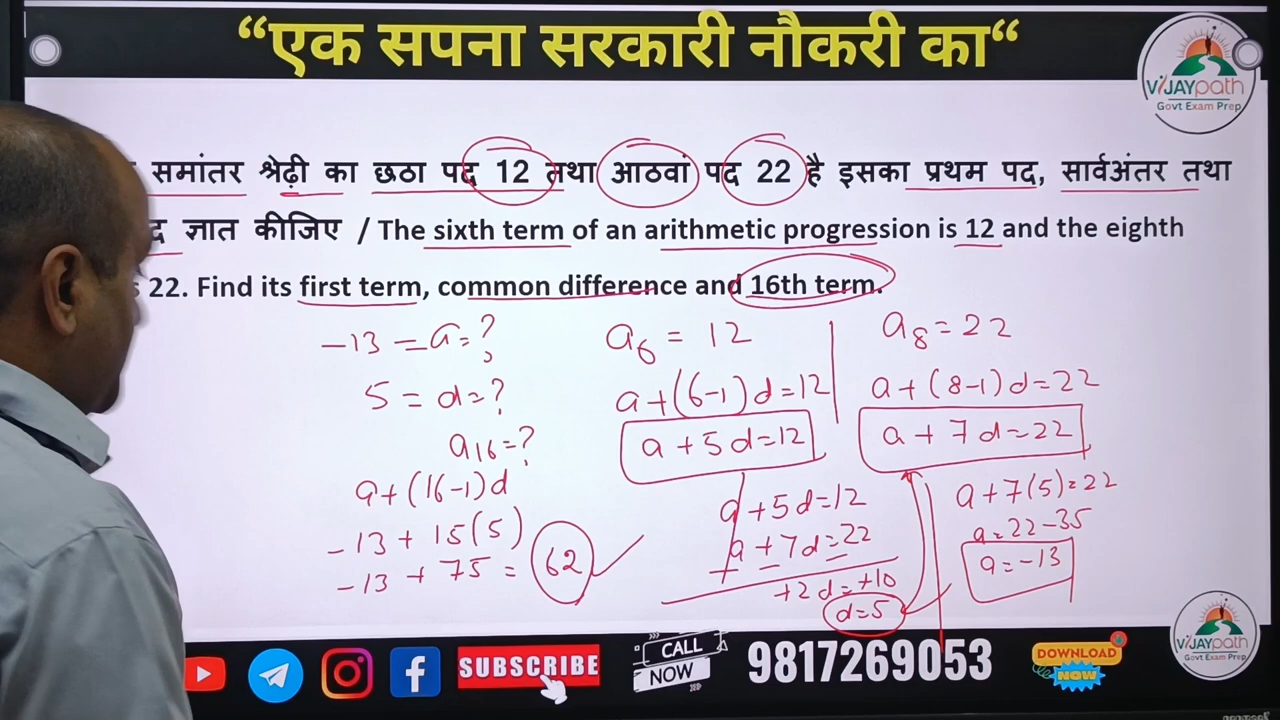 “एक सपना सरकारी नौकरी का“
ViJAYpath
Govt Exam Prep
समांतर श्रेढ़ी का छठा पद 12 तथा आठवां पद 22 है इसका प्रथम पद, सार्वअंतर तथा
द ज्ञात कीजिए / The sixth term of an arithmetic progression is 12 and the eighth
22. Find its first term, common difference and 16th term.
-13 = a = ?
5 = d = ?
a16 = ?
a + (16-1)d
-13 + 15(5)
-13 + 75 = 62
a6 = 12
a + (6-1)d = 12
a + 5d = 12
a + 5d = 12
a + 7d = 22
+2d = +10
d = 5
a8 = 22
a + (8-1)d = 22
a + 7d = 22
a + 7(5) = 22
a = 22 - 35
a = -13
ViJAYpath
Govt Exam Prep
SUBSCRIBE
CALL
NOW
9817269053
DOWNLOAD
NOW